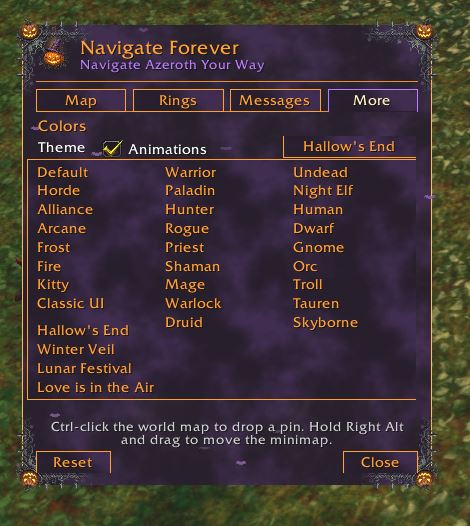 Navigate Forever
Navigate Azeroth Your Way
Map Rings Messages More
Colors
Theme Animations Hallow's End
Default Warrior Undead
Horde Paladin Night Elf
Alliance Hunter Human
Arcane Rogue Dwarf
Frost Priest Gnome
Fire Shaman Orc
Kitty Mage Troll
Classic UI Warlock Tauren
Druid Skyborne
Hallow's End
Winter Veil
Lunar Festival
Love is in the Air
Ctrl-click the world map to drop a pin. Hold Right Alt
and drag to move the minimap.
Reset Close